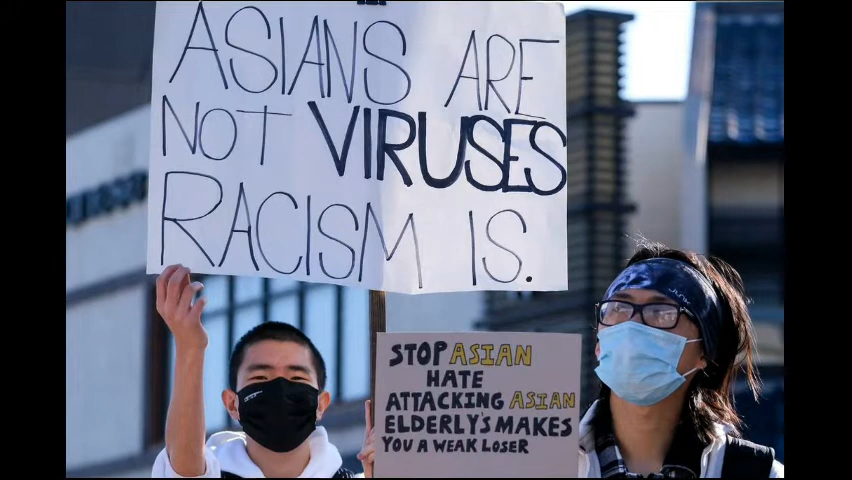 ASIANS ARE
NOT VIRUSES
RACISM IS.
STOP ASIAN
HATE
ATTACKING ASIAN
ELDERLY'S MAKES
YOU A WEAK LOSER